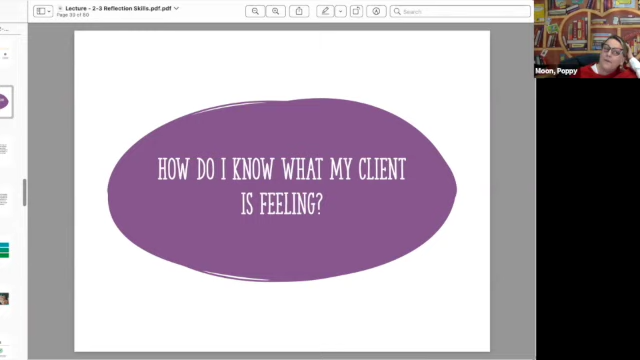 Lecture - 2-3 Reflection Skills.pdf.pdf
Page 33 of 60
Search
Moon, Poppy
HOW DO I KNOW WHAT MY CLIENT
IS FEELING?